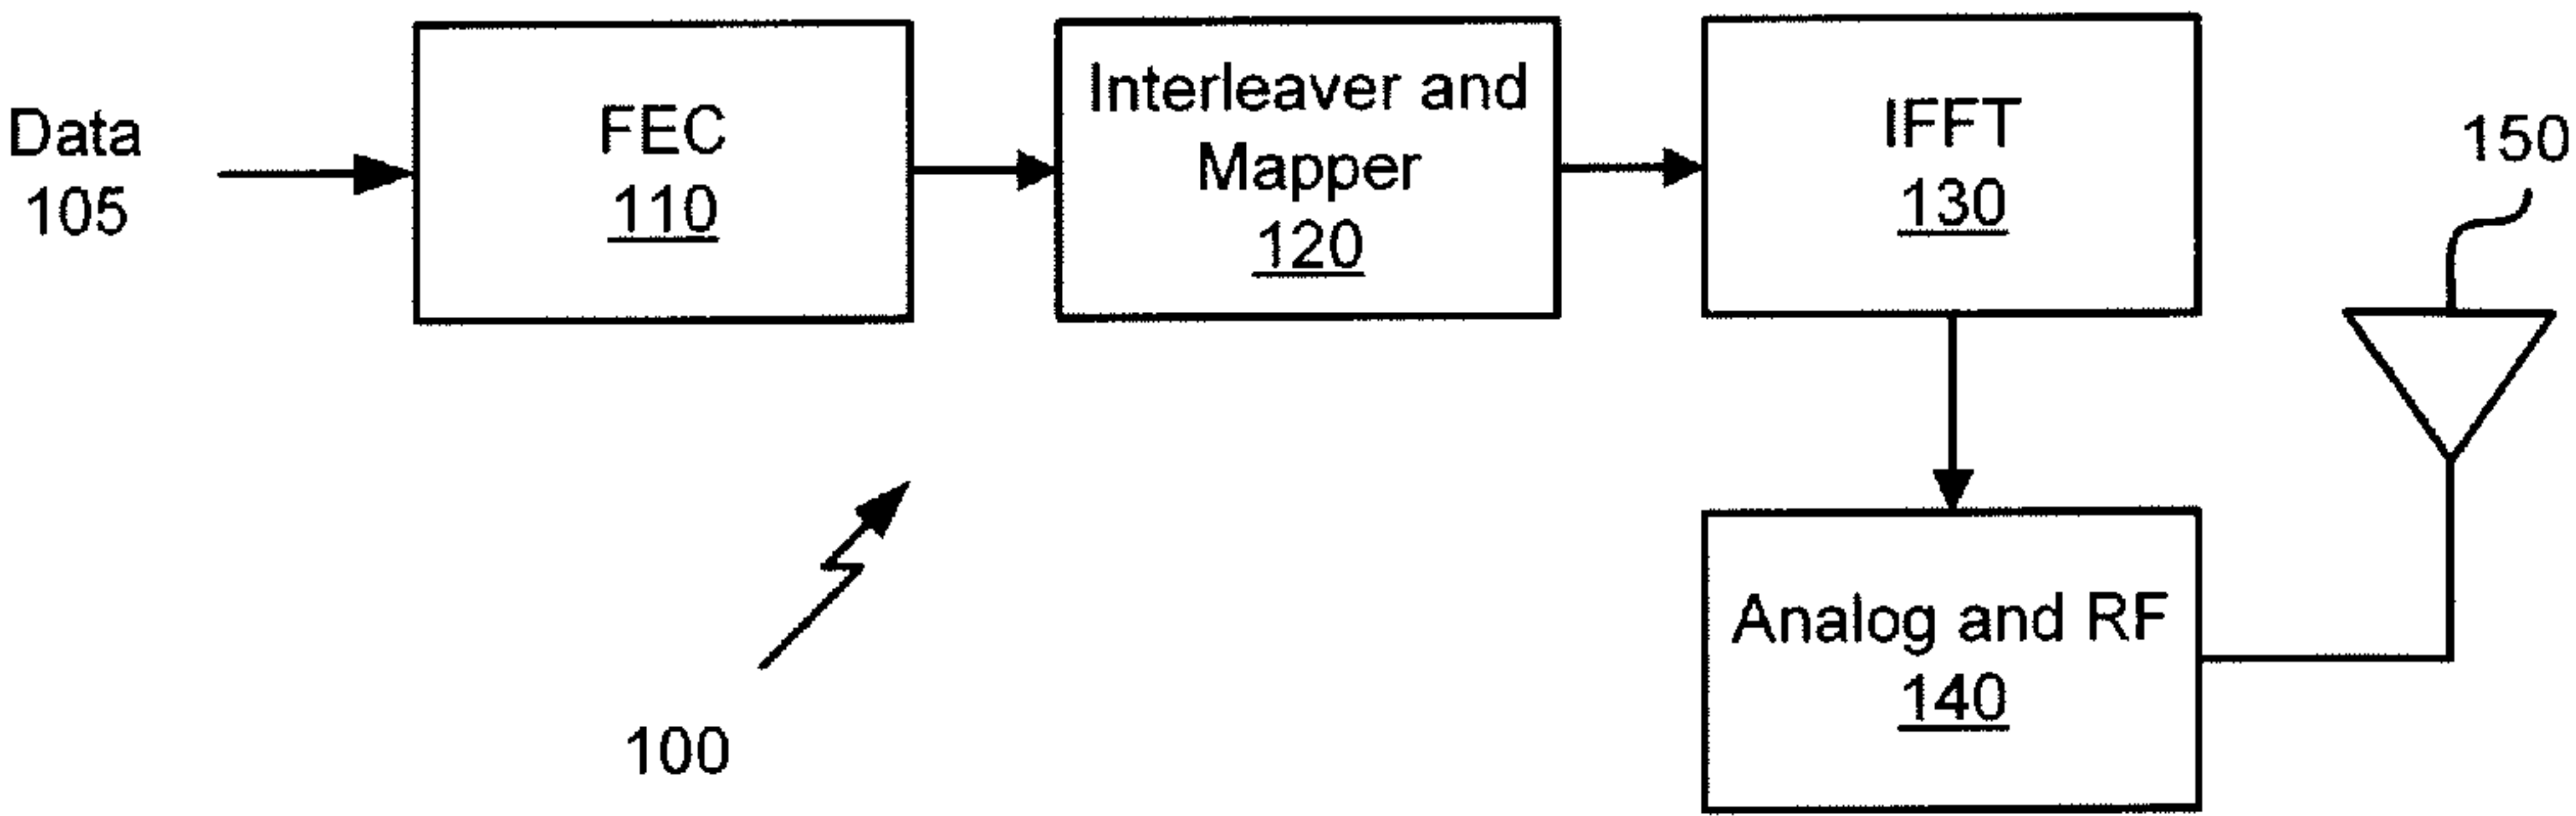 Data
105
FEC
110
Interleaver and
Mapper
120
IFFT
130
150
Analog and RF
140
100